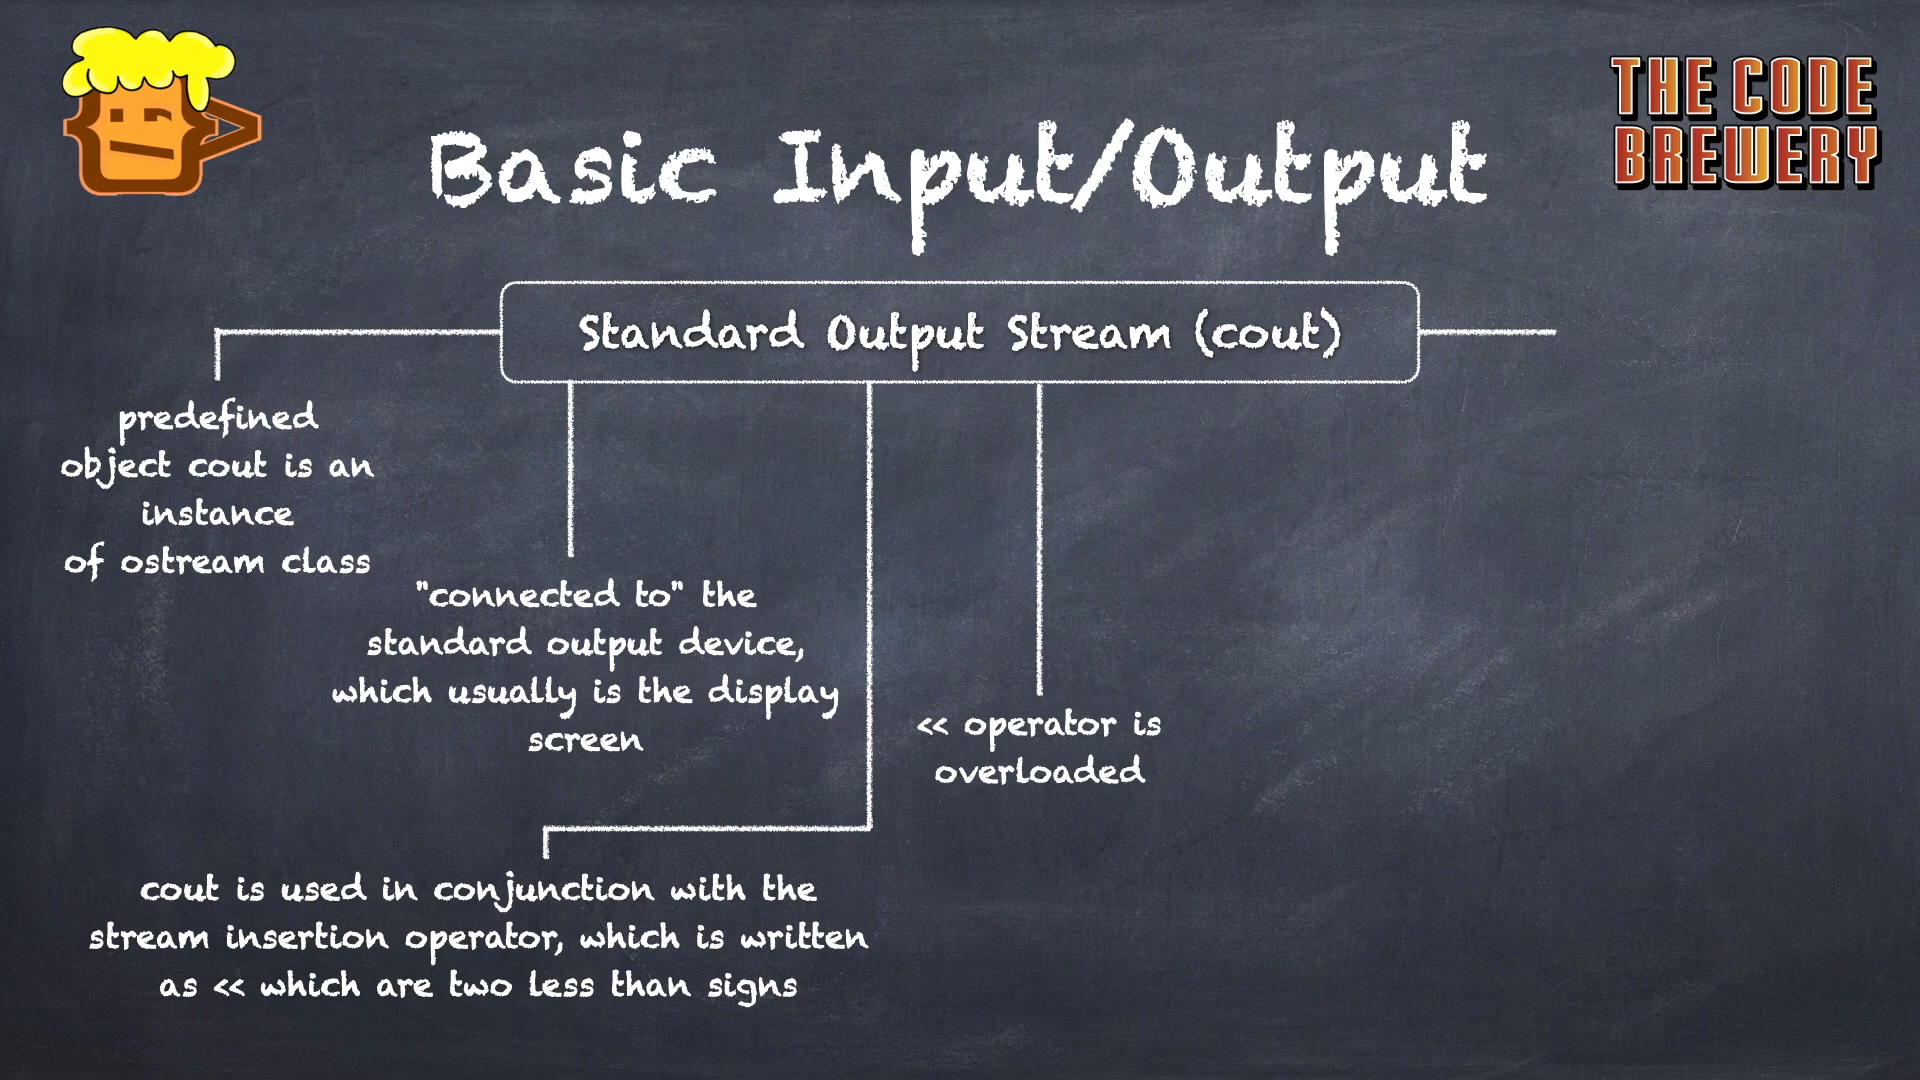 THE CODE
BREWERY
Basic Input/Output
Standard Output Stream (cout)
predefined
object cout is an
instance
of ostream class
"connected to" the
standard output device,
which usually is the display
screen
<< operator is
overloaded
cout is used in conjunction with the
stream insertion operator, which is written
as << which are two less than signs